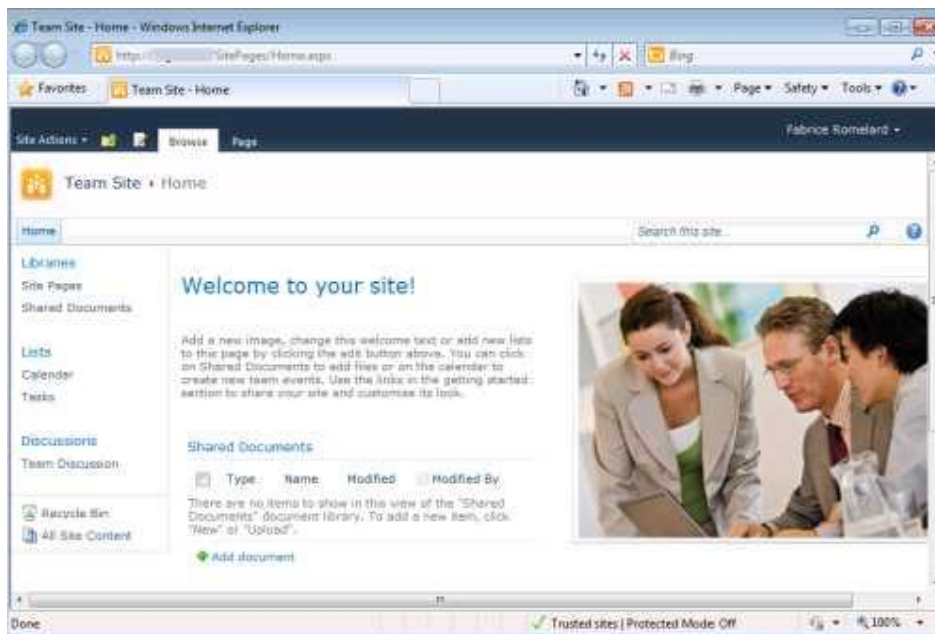 Team Site - Home - Windows Internet Explorer
http:// /SitePages/Home.aspx
Bing
Favorites
Team Site - Home
Page
Safety
Tools
Site Actions
Browse
Page
Fabrice Romelard
Team Site › Home
Home
Search this site...
Libraries
Site Pages
Shared Documents
Lists
Calendar
Tasks
Discussions
Team Discussion
Recycle Bin
All Site Content
Welcome to your site!
Add a new image, change this welcome text or add new lists
to this page by clicking the edit button above. You can click
on Shared Documents to add files or on the calendar to
create new team events. Use the links in the getting started
section to share your site and customize its look.
Shared Documents
Type Name Modified Modified By
There are no items to show in this view of the "Shared
Documents" document library. To add a new item, click
"New" or "Upload".
Add document
Done
Trusted sites | Protected Mode: Off
100%